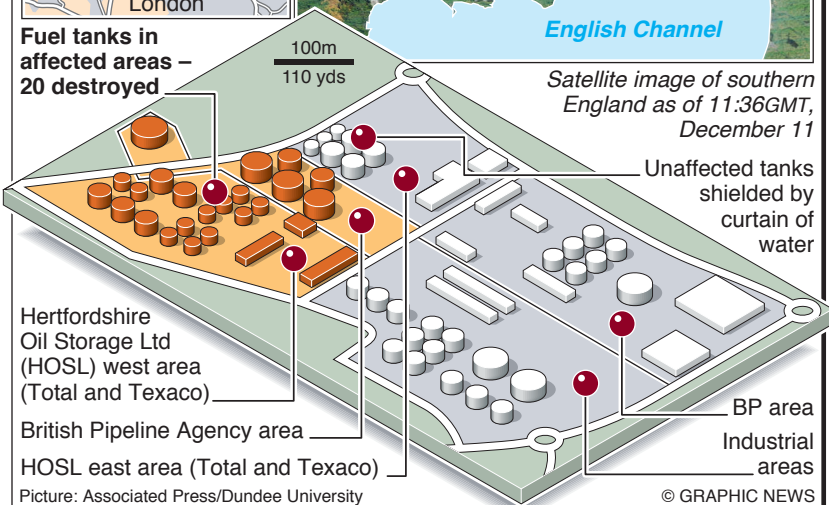 London
English Channel
Fuel tanks in
affected areas –
20 destroyed
100m
110 yds
Satellite image of southern
England as of 11:36GMT,
December 11
Unaffected tanks
shielded by
curtain of
water
Hertfordshire
Oil Storage Ltd
(HOSL) west area
(Total and Texaco)
British Pipeline Agency area
HOSL east area (Total and Texaco)
BP area
Industrial
areas
Picture: Associated Press/Dundee University
© GRAPHIC NEWS